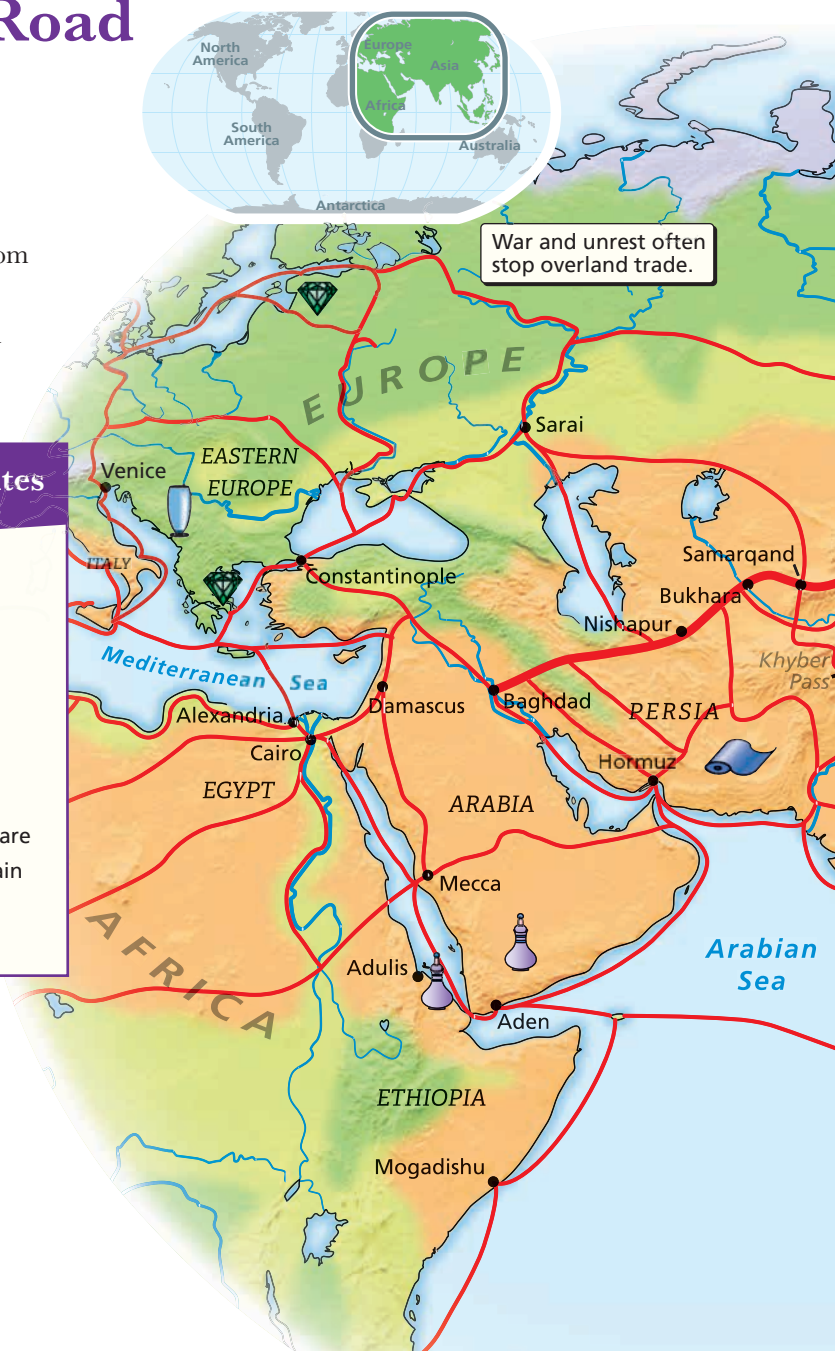 Road
North
America
Europe
Asia
Africa
South
America
Australia
Antarctica
om
War and unrest often
stop overland trade.
EUROPE
Sarai
tes
Venice
EASTERN
EUROPE
ITALY
Constantinople
Samarqand
Bukhara
Nishapur
Khyber
Pass
Mediterranean Sea
Baghdad
Damascus
PERSIA
Alexandria
Cairo
Hormuz
EGYPT
ARABIA
are
ain
Mecca
AFRICA
Adulis
Arabian
Sea
Aden
ETHIOPIA
Mogadishu